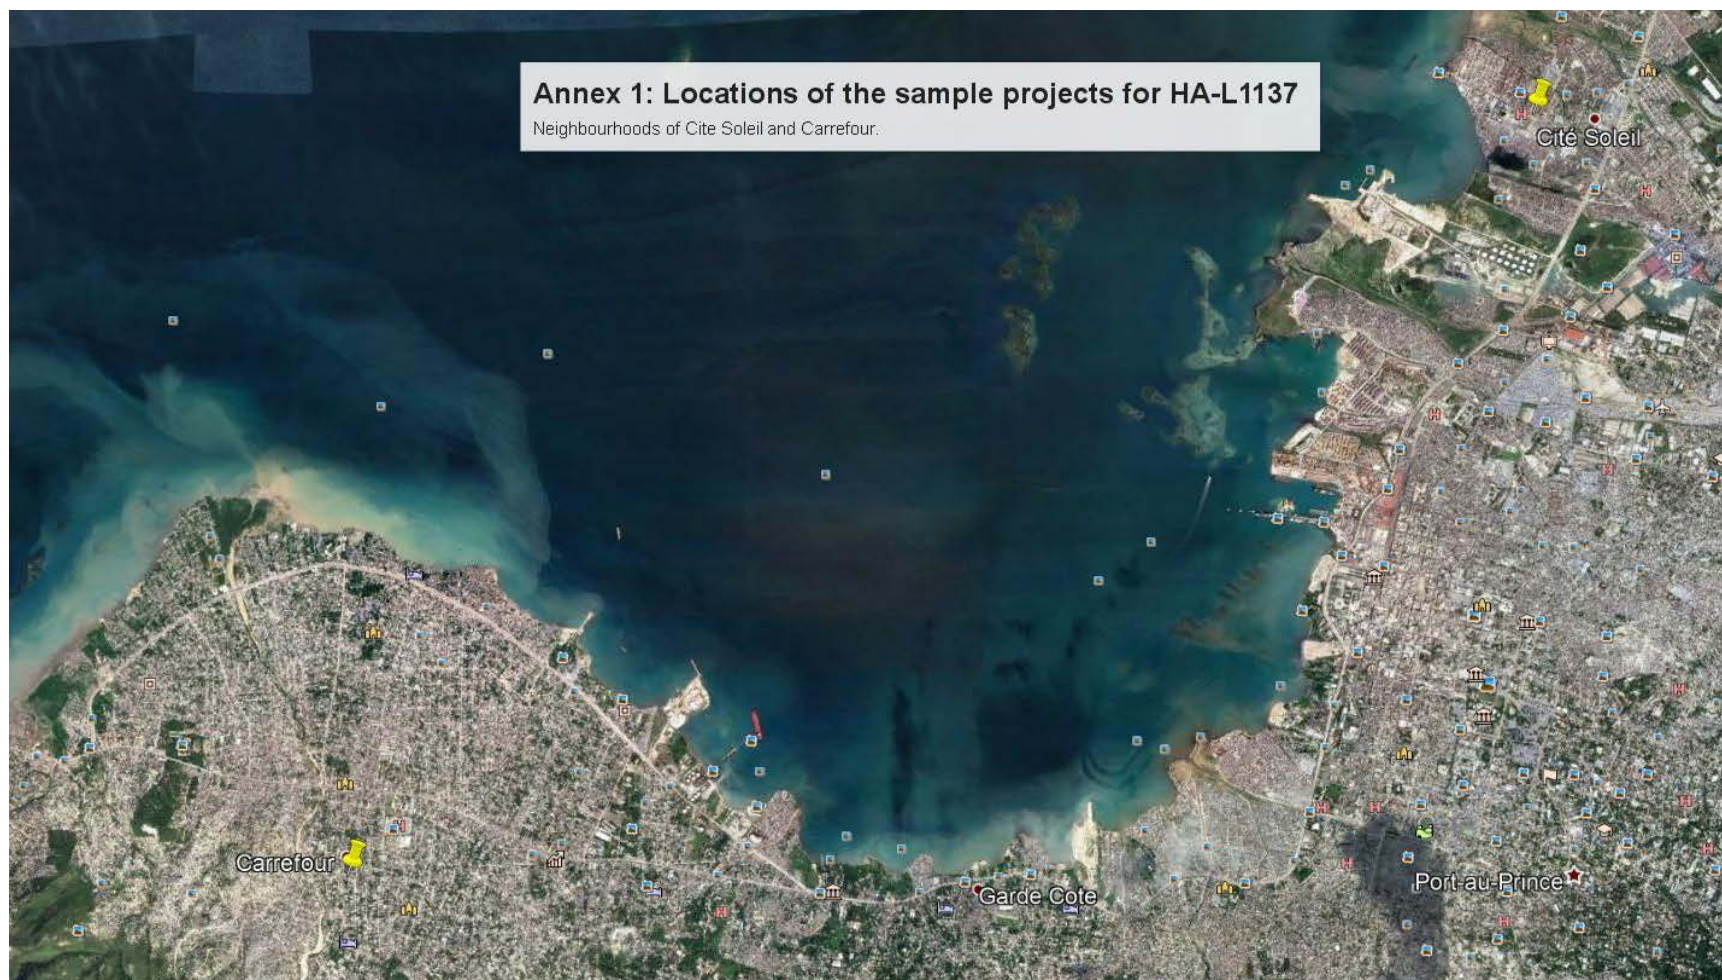 Annex 1: Locations of the sample projects for HA-L1137
Neighbourhoods of Cite Soleil and Carrefour.
Cité Soleil
Carrefour
Garde Cote
Port-au-Prince